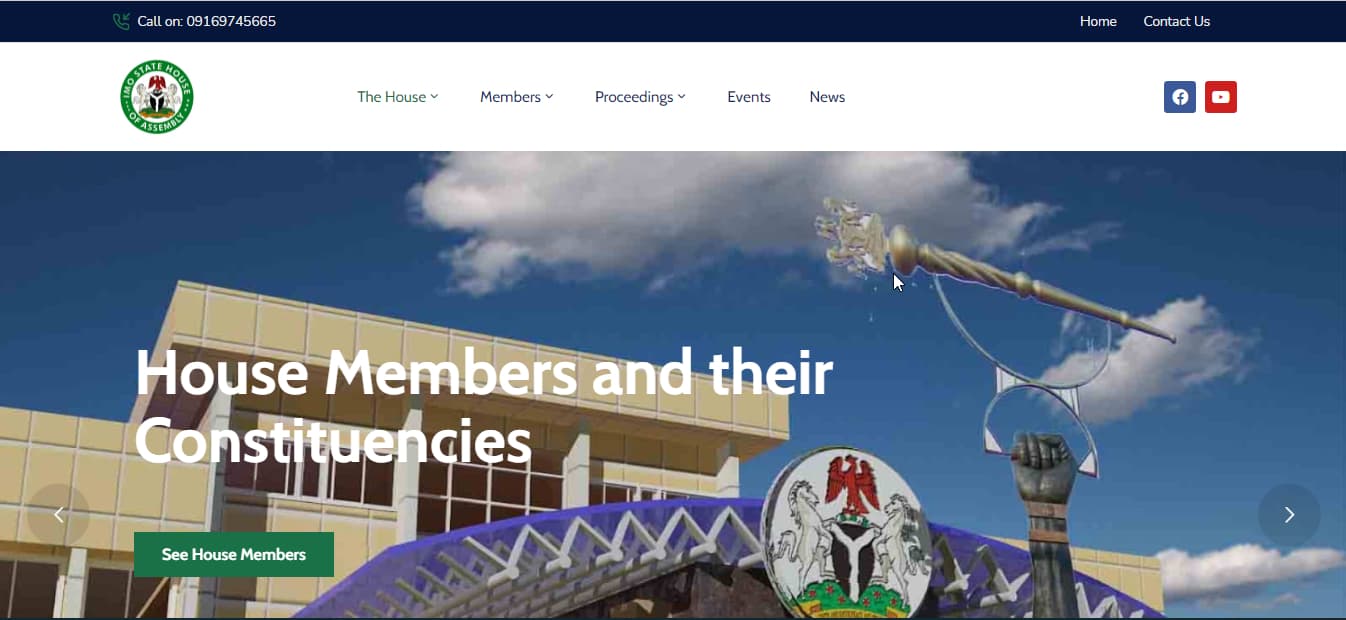 Call on: 09169745665
Home
Contact Us
IMO STATE HOUSE
OF ASSEMBLY
The House
Members
Proceedings
Events
News
House Members and their
Constituencies
See House Members